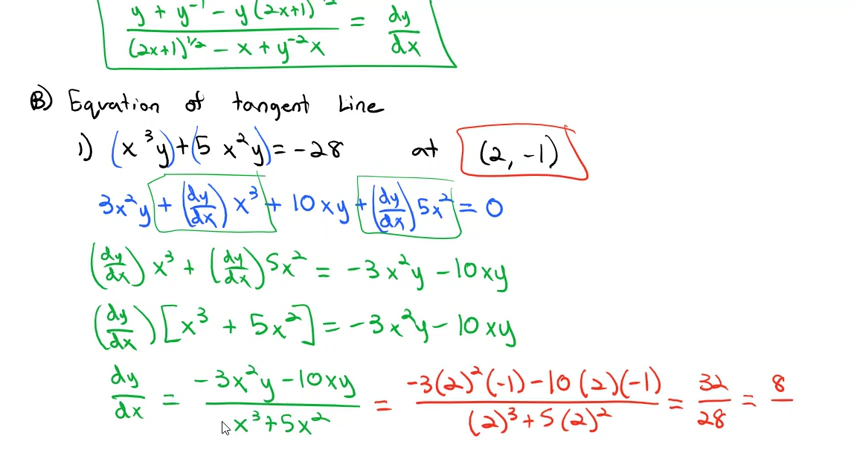 y + y⁻¹ − y(2x+1)⁻¹ᐟ² / (2x+1)¹ᐟ² − x + y⁻²x = dy/dx
B) Equation of tangent Line
1) (x³y)+(5x²y) = −28 at (2, −1)
3x²y + (dy/dx) x³ + 10xy + (dy/dx) 5x² = 0
(dy/dx) x³ + (dy/dx) 5x² = −3x²y − 10xy
(dy/dx) [x³ + 5x²] = −3x²y − 10xy
dy/dx = −3x²y − 10xy / x³+5x² = −3(2)²(−1) − 10(2)(−1) / (2)³ + 5(2)² = 32/28 = 8/